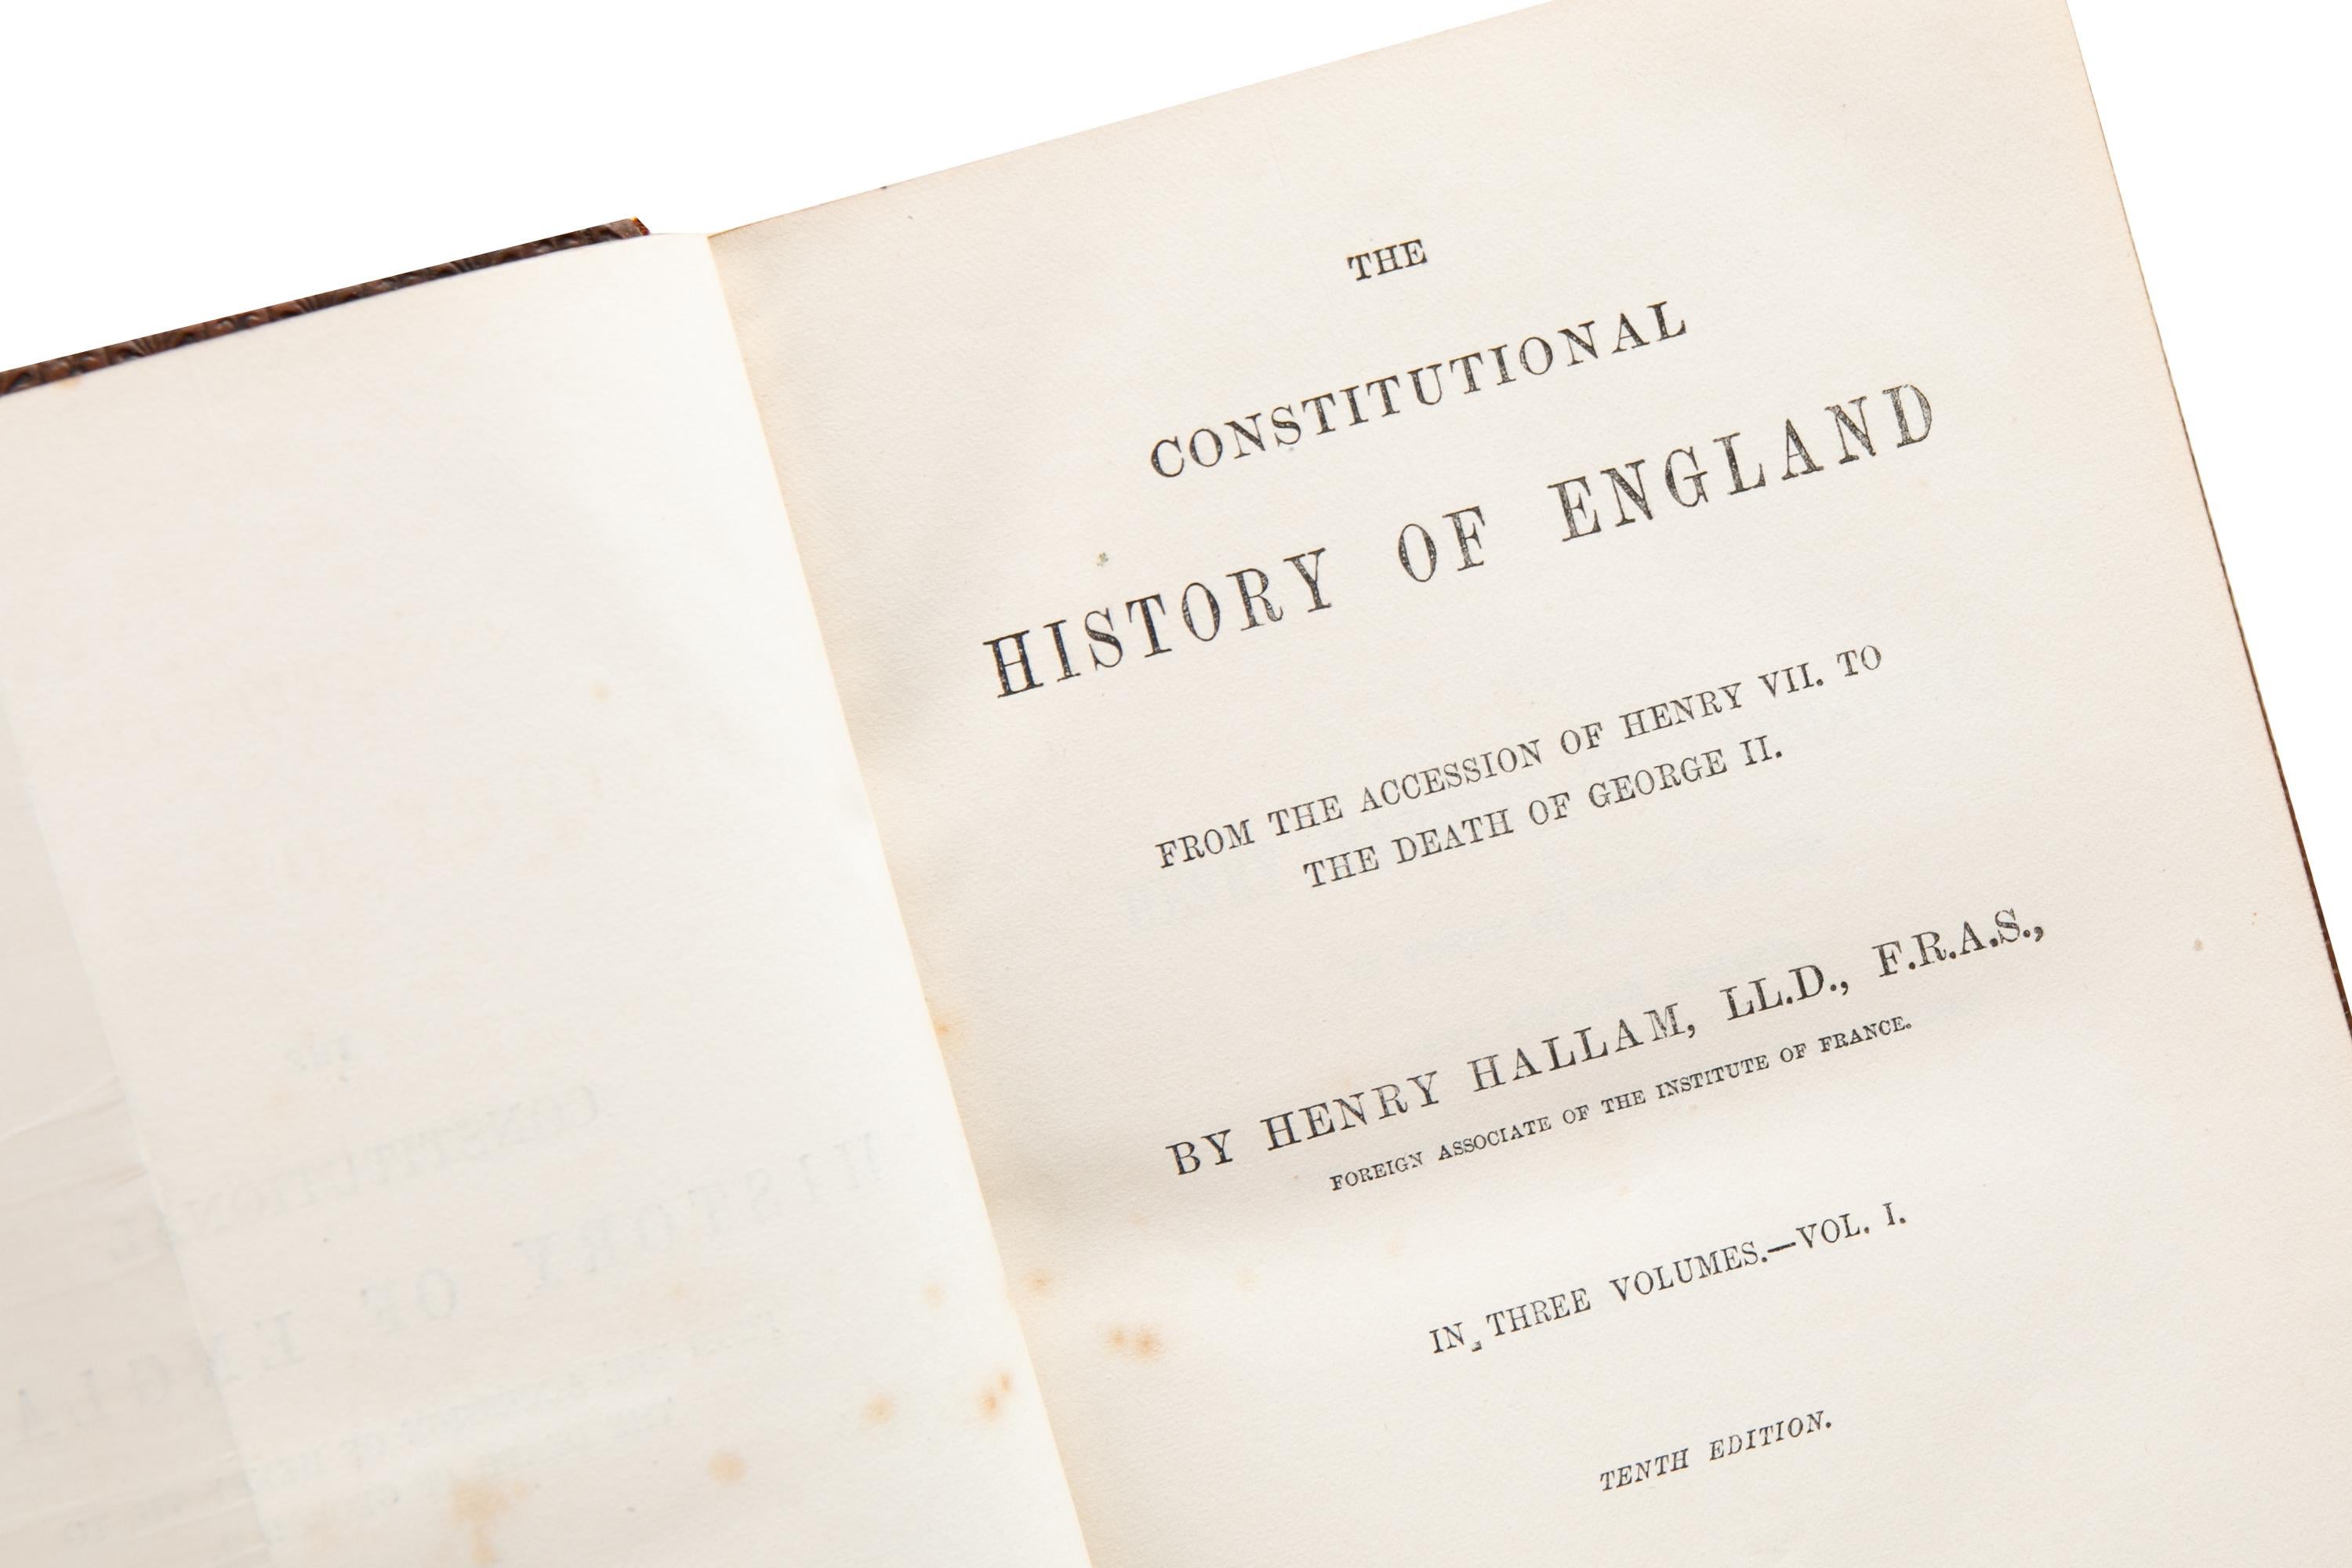 THE
CONSTITUTIONAL
HISTORY OF ENGLAND
FROM THE ACCESSION OF HENRY VII. TO
THE DEATH OF GEORGE II.
BY HENRY HALLAM, LL.D., F.R.A.S.,
FOREIGN ASSOCIATE OF THE INSTITUTE OF FRANCE.
IN THREE VOLUMES.—VOL. I.
TENTH EDITION.